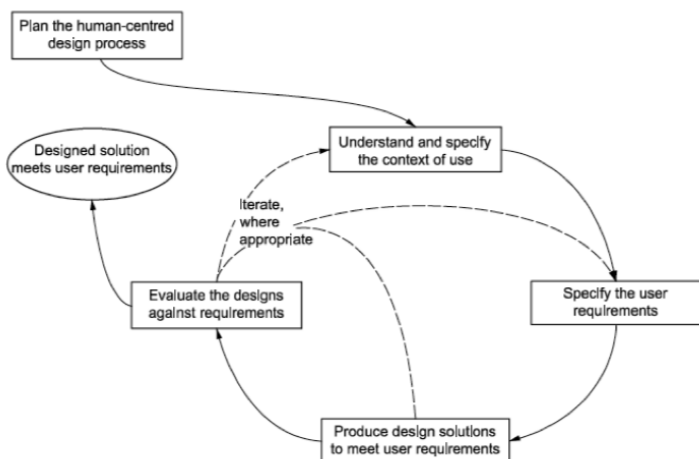 Plan the human-centred
design process
Understand and specify
the context of use
Designed solution
meets user requirements
Iterate,
where
appropriate
Evaluate the designs
against requirements
Specify the user
requirements
Produce design solutions
to meet user requirements